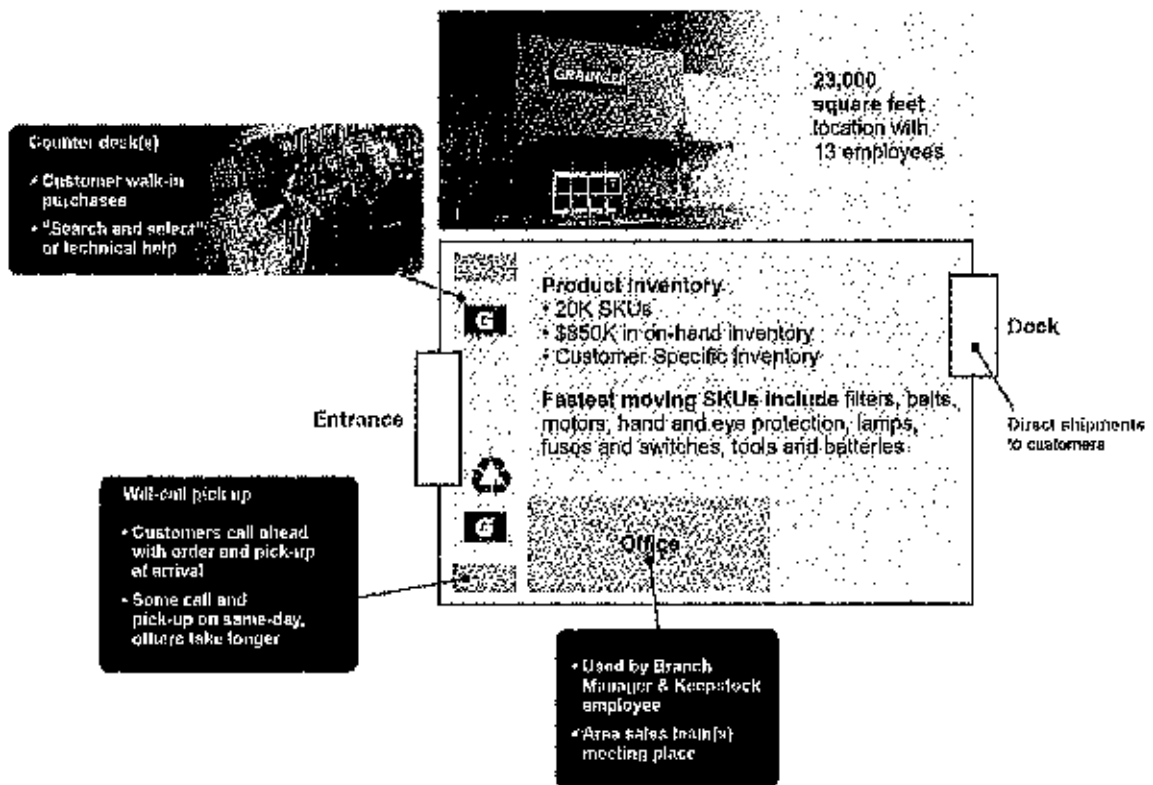 GRAINGER
23,000
square feet
location with
13 employees
Counter desk(s)
• Customer walk-in
purchases
• "Search and select"
or technical help
Product Inventory
• 20K SKUs
• $850K in on-hand inventory
• Customer Specific Inventory
Fastest moving SKUs include filters, belts,
motors, hand and eye protection, lamps,
fuses and switches, tools and batteries
G
Entrance
Dock
Direct shipments
to customers
Will-call pick up
• Customers call ahead
with order and pick-up
at arrival
• Some call and
pick-up on same-day,
others take longer
G
Office
• Used by Branch
Manager & Keepstock
employee
• Area sales team(s)
meeting place